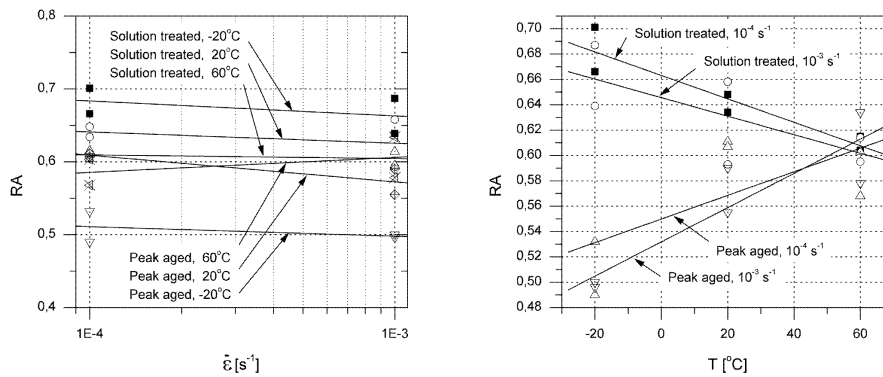 0,8
0,7
0,6
0,5
0,4
RA
Solution treated, -20°C
Solution treated, 20°C
Solution treated, 60°C
Peak aged, 60°C
Peak aged, 20°C
Peak aged, -20°C
1E-4
1E-3
ε̇ [s⁻¹]
0,70
0,68
0,66
0,64
0,62
0,60
0,58
0,56
0,54
0,52
0,50
0,48
RA
Solution treated, 10⁻⁴ s⁻¹
Solution treated, 10⁻³ s⁻¹
Peak aged, 10⁻⁴ s⁻¹
Peak aged, 10⁻³ s⁻¹
-20
0
20
40
60
T [°C]